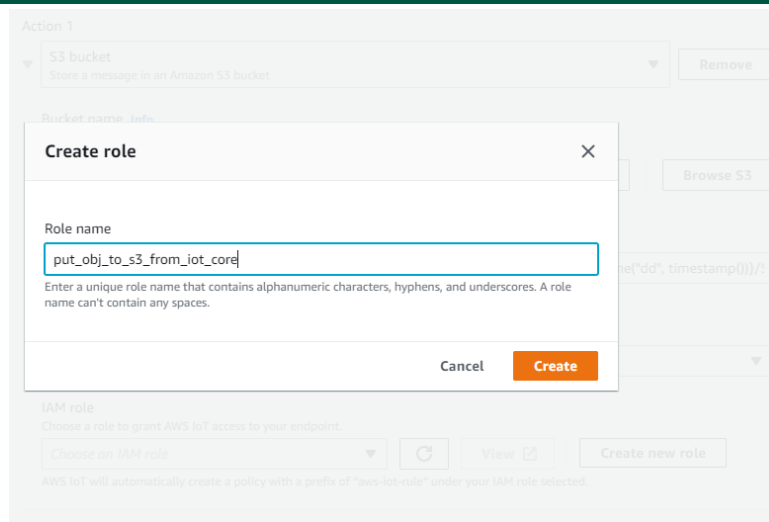 Action 1
S3 bucket
Store a message in an Amazon S3 bucket
Remove
Bucket name Info
Create role
Browse S3
Role name
put_obj_to_s3_from_iot_core
me("dd", timestamp())}/!
Enter a unique role name that contains alphanumeric characters, hyphens, and underscores. A role
name can't contain any spaces.
Cancel
Create
IAM role
Choose a role to grant AWS IoT access to your endpoint.
Choose an IAM role
View
Create new role
AWS IoT will automatically create a policy with a prefix of "aws-iot-rule" under your IAM role selected.